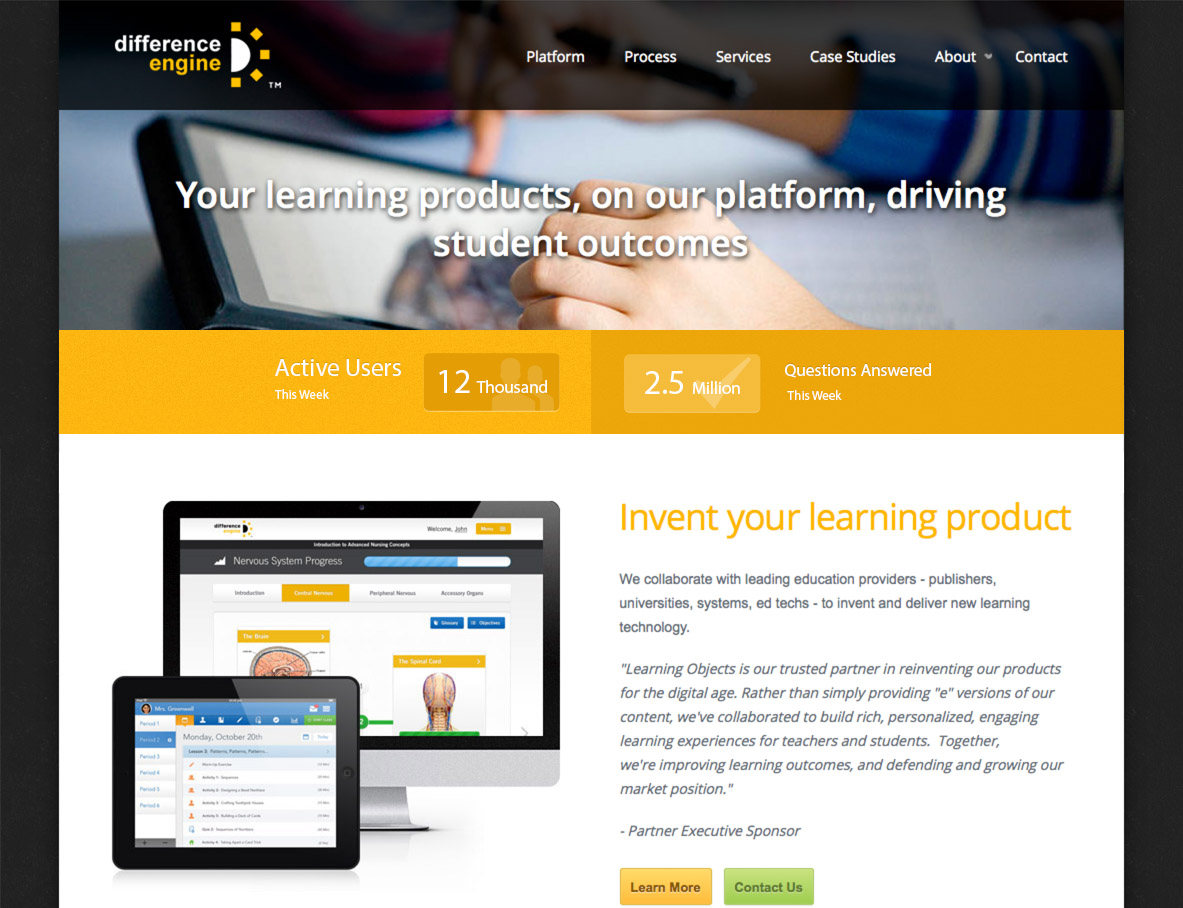 difference
engine
TM
Platform Process Services Case Studies About Contact
Your learning products, on our platform, driving
student outcomes
Active Users
This Week
12 Thousand
2.5 Million
Questions Answered
This Week
difference
engine
Welcome, John
Menu
Introduction to Advanced Nursing Concepts
Nervous System Progress
Introduction Central Nervous Peripheral Nervous Accessory Organs
Glossary Objectives
The Brain
The Spinal Cord
2
Mrs. Greenwell
Period 1
Period 2
Period 3
Period 4
Period 5
Period 6
Monday, October 20th
Today
Lesson 3: Patterns, Patterns, Patterns...
Warm-Up Exercise
Invent your learning product
We collaborate with leading education providers - publishers,
universities, systems, ed techs - to invent and deliver new learning
technology.
"Learning Objects is our trusted partner in reinventing our products
for the digital age. Rather than simply providing "e" versions of our
content, we've collaborated to build rich, personalized, engaging
learning experiences for teachers and students.  Together,
we're improving learning outcomes, and defending and growing our
market position."
- Partner Executive Sponsor
Learn More Contact Us